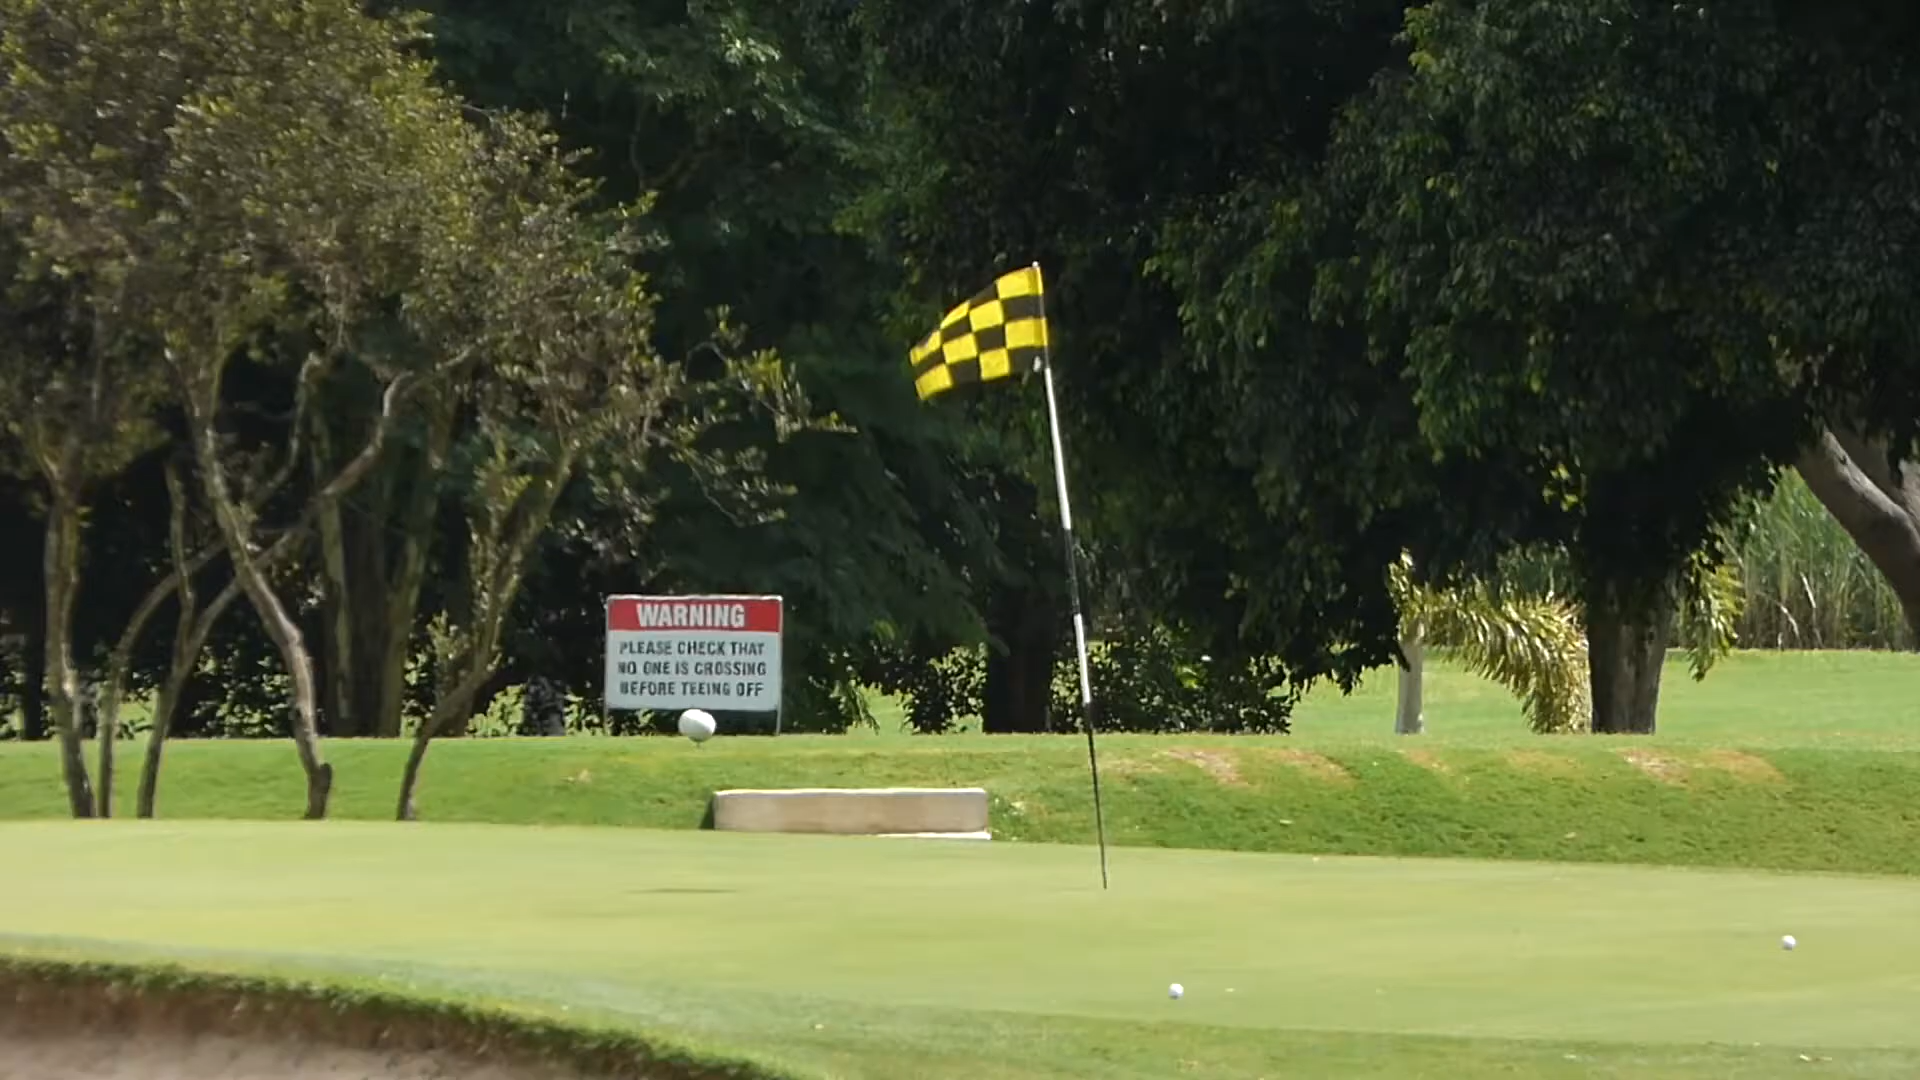 WARNING
PLEASE CHECK THAT
NO ONE IS CROSSING
BEFORE TEEING OFF